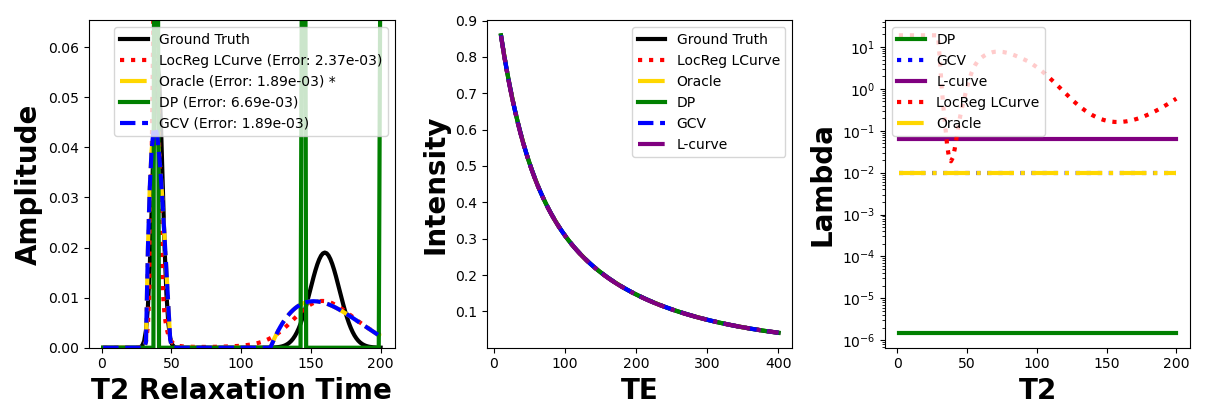 Amplitude
0.06
0.05
0.04
0.03
0.02
0.01
0.00
Ground Truth
LocReg LCurve (Error: 2.37e-03)
Oracle (Error: 1.89e-03) *
DP (Error: 6.69e-03)
GCV (Error: 1.89e-03)
0 50 100 150 200
T2 Relaxation Time
Intensity
0.9
0.8
0.7
0.6
0.5
0.4
0.3
0.2
0.1
Ground Truth
LocReg LCurve
Oracle
DP
GCV
L-curve
0 100 200 300 400
TE
Lambda
10^1
10^0
10^−1
10^−2
10^−3
10^−4
10^−5
10^−6
DP
GCV
L-curve
LocReg LCurve
Oracle
0 50 100 150 200
T2